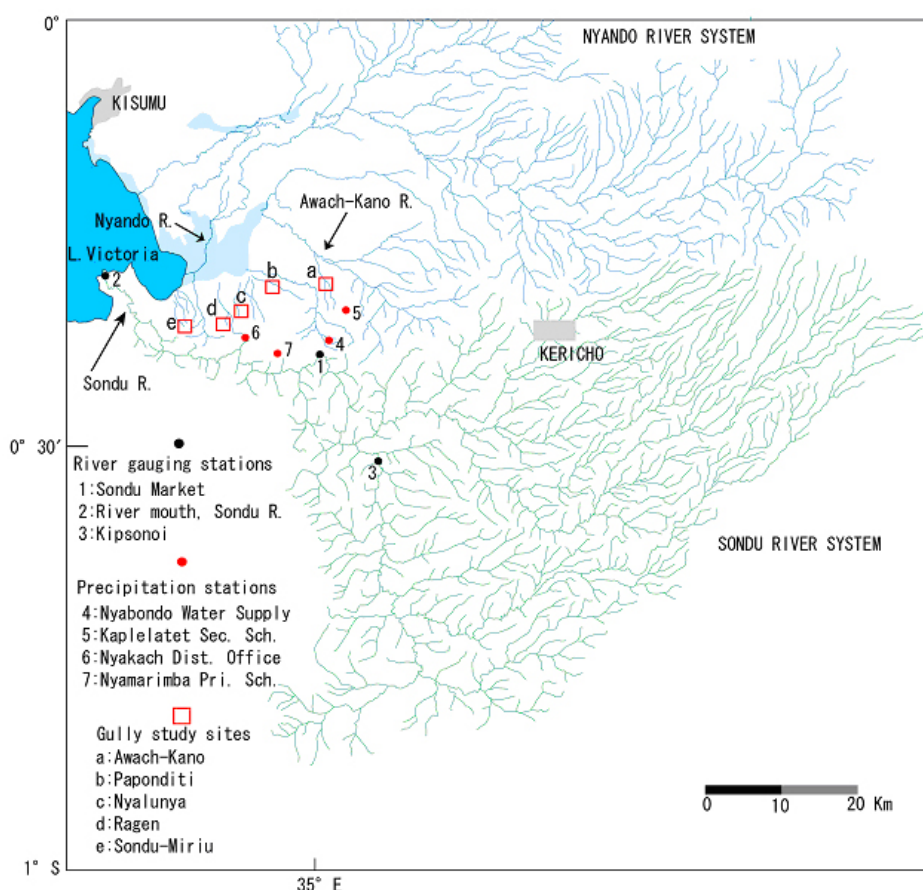 0°
NYANDO RIVER SYSTEM
KISUMU
Awach-Kano R.
Nyando R.
L. Victoria
2
b
a
c
d
e
5
6
4
7
1
KERICHO
Sondu R.
0° 30'
3
River gauging stations
1:Sondu Market
2:River mouth, Sondu R.
3:Kipsonoi
SONDU RIVER SYSTEM
Precipitation stations
4:Nyabondo Water Supply
5:Kaplelatet Sec. Sch.
6:Nyakach Dist. Office
7:Nyamarimba Pri. Sch.
Gully study sites
a:Awach-Kano
b:Paponditi
c:Nyalunya
d:Ragen
e:Sondu-Miriu
0 10 20 Km
1° S
35° E